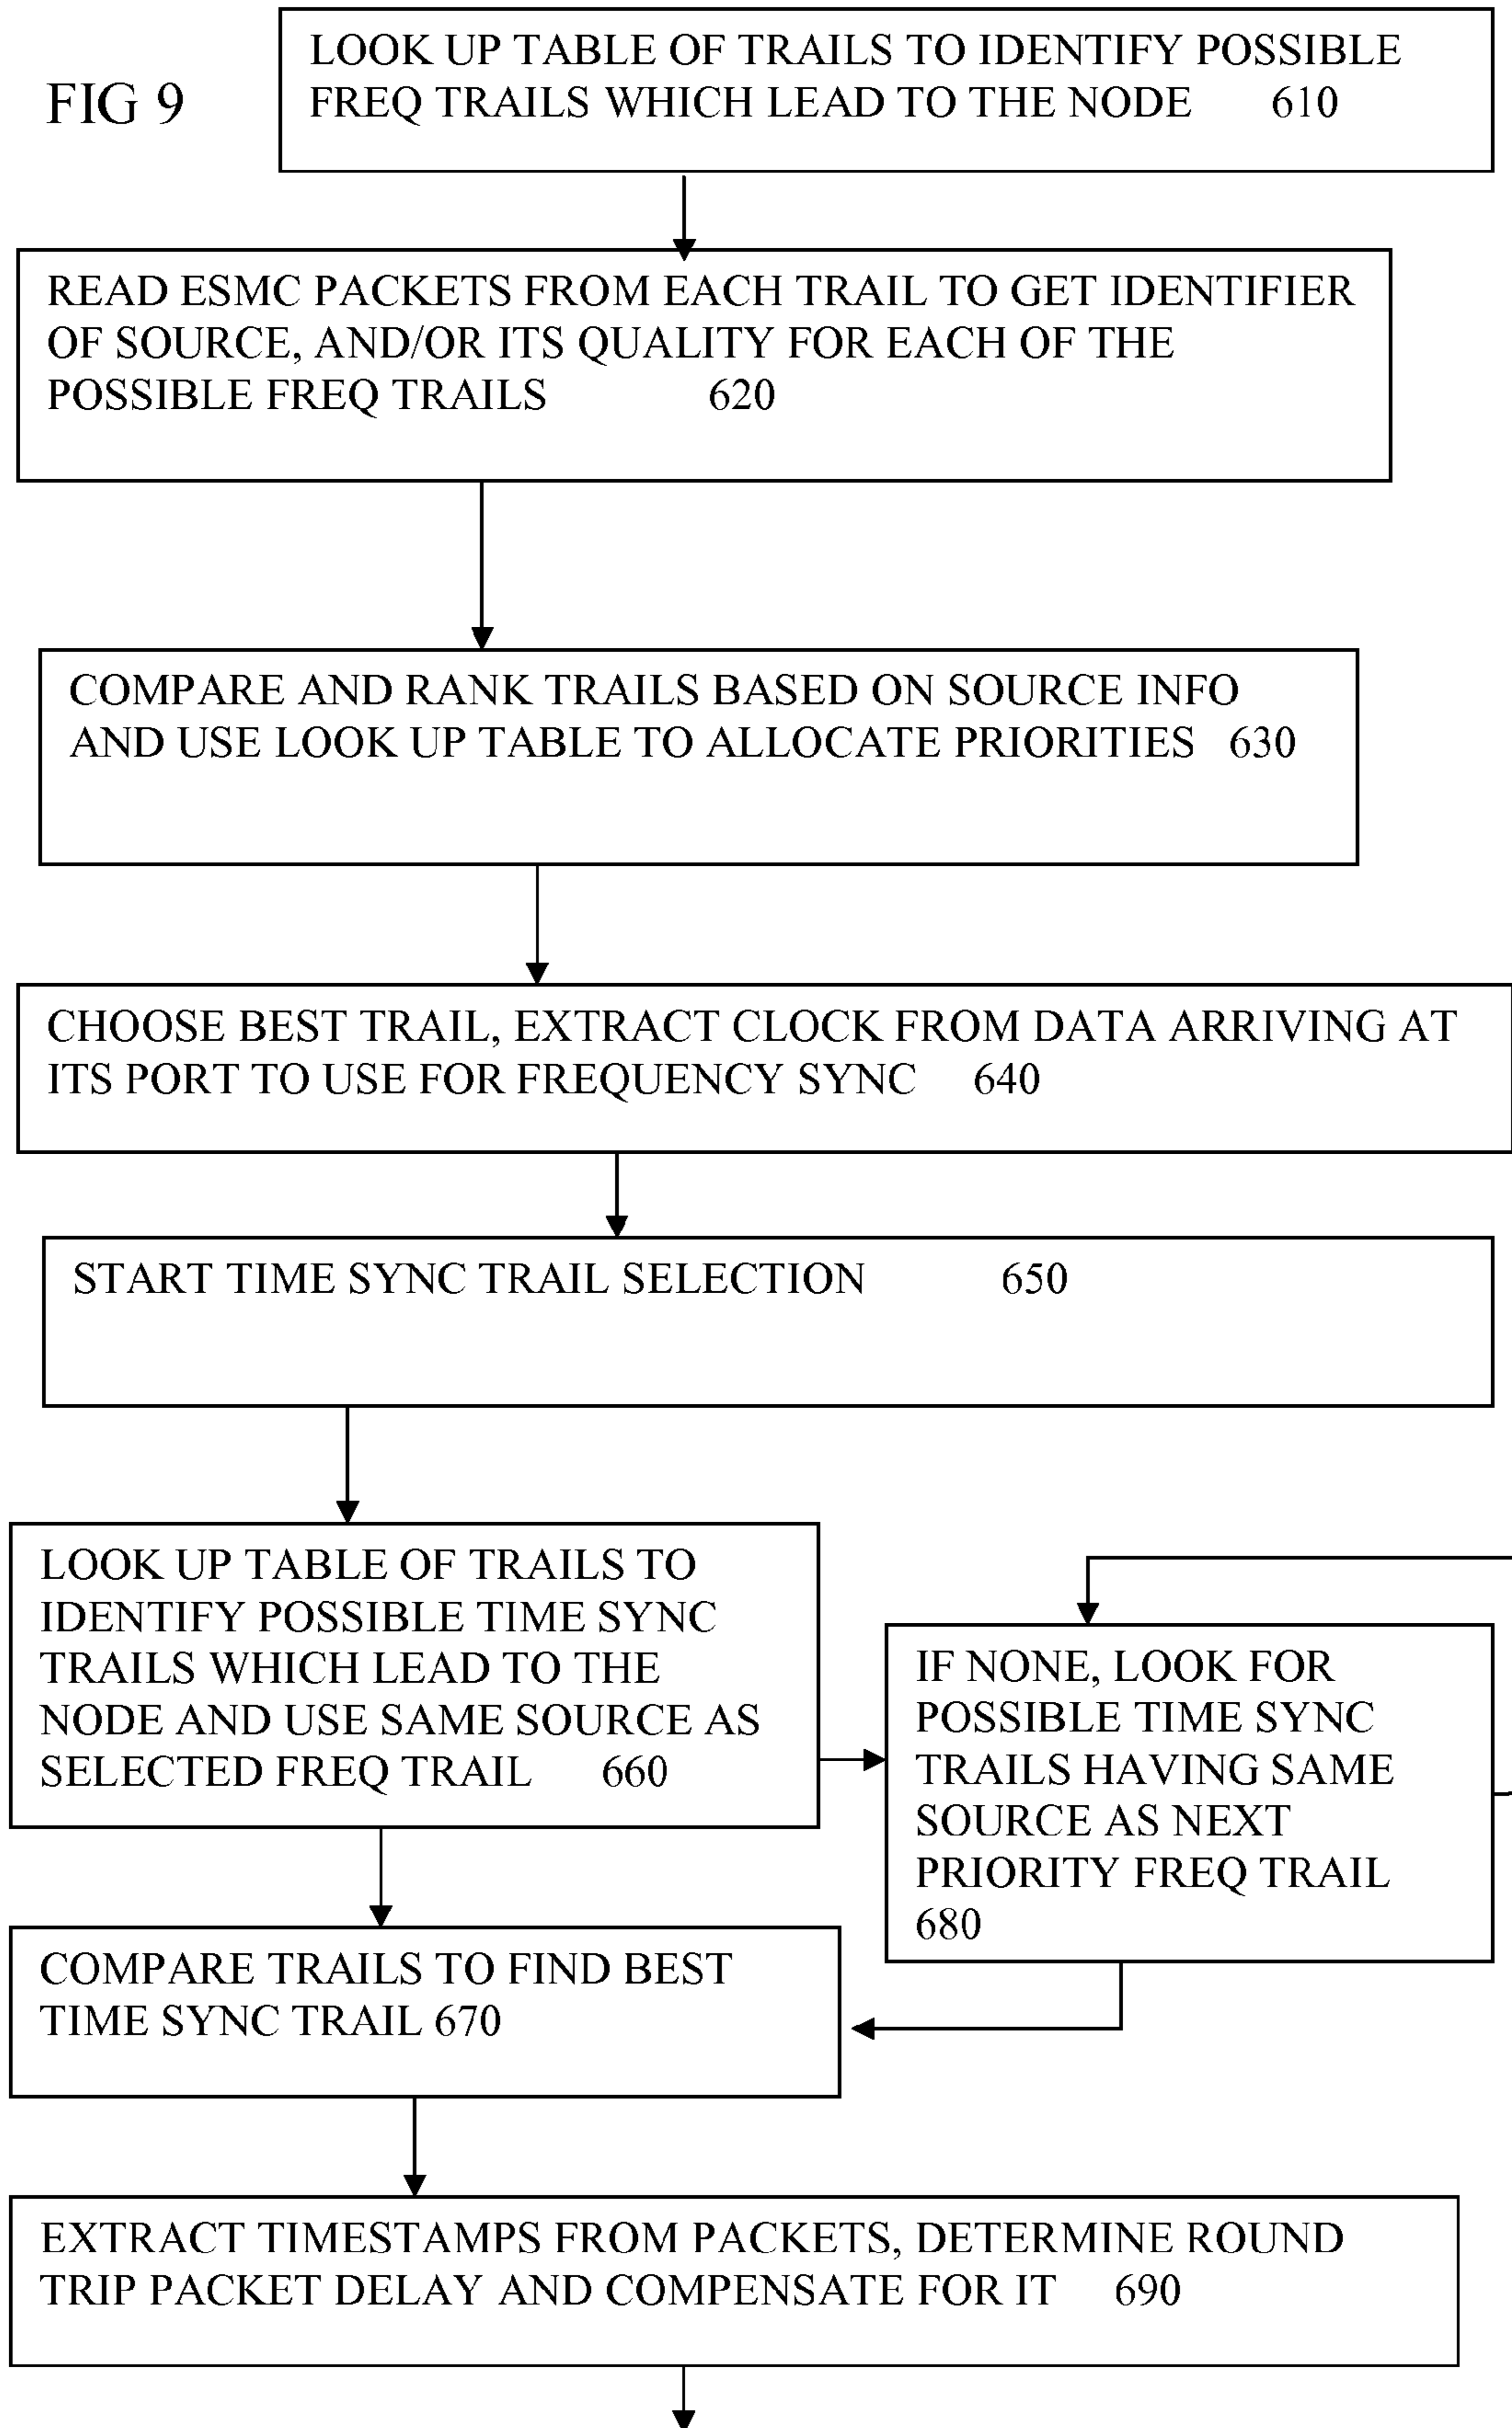 FIG 9
LOOK UP TABLE OF TRAILS TO IDENTIFY POSSIBLE
FREQ TRAILS WHICH LEAD TO THE NODE 610
READ ESMC PACKETS FROM EACH TRAIL TO GET IDENTIFIER
OF SOURCE, AND/OR ITS QUALITY FOR EACH OF THE
POSSIBLE FREQ TRAILS 620
COMPARE AND RANK TRAILS BASED ON SOURCE INFO
AND USE LOOK UP TABLE TO ALLOCATE PRIORITIES 630
CHOOSE BEST TRAIL, EXTRACT CLOCK FROM DATA ARRIVING AT
ITS PORT TO USE FOR FREQUENCY SYNC 640
START TIME SYNC TRAIL SELECTION 650
LOOK UP TABLE OF TRAILS TO
IDENTIFY POSSIBLE TIME SYNC
TRAILS WHICH LEAD TO THE
NODE AND USE SAME SOURCE AS
SELECTED FREQ TRAIL 660
IF NONE, LOOK FOR
POSSIBLE TIME SYNC
TRAILS HAVING SAME
SOURCE AS NEXT
PRIORITY FREQ TRAIL
680
COMPARE TRAILS TO FIND BEST
TIME SYNC TRAIL 670
EXTRACT TIMESTAMPS FROM PACKETS, DETERMINE ROUND
TRIP PACKET DELAY AND COMPENSATE FOR IT 690